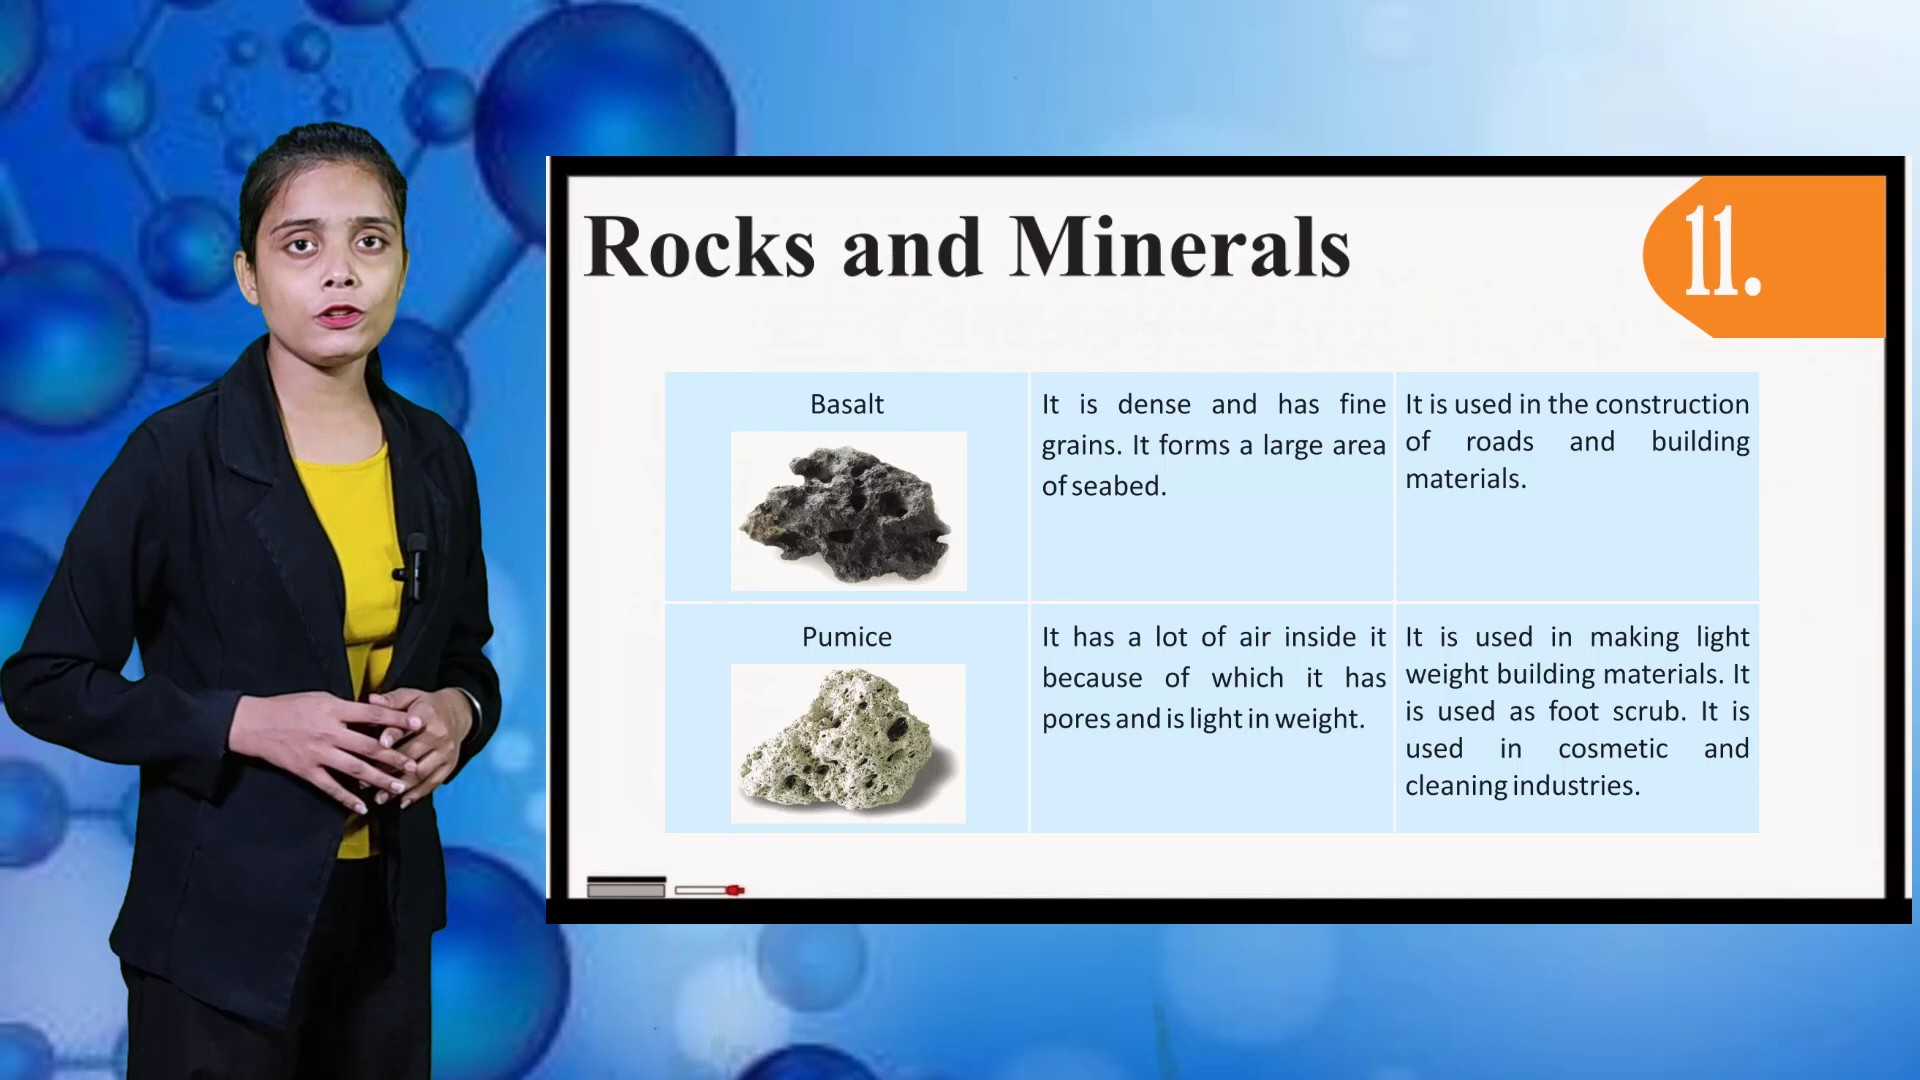 Rocks and Minerals
11.
Basalt
It is dense and has fine
grains. It forms a large area
of seabed.
It is used in the construction
of roads and building
materials.
Pumice
It has a lot of air inside it
because of which it has
pores and is light in weight.
It is used in making light
weight building materials. It
is used as foot scrub. It is
used in cosmetic and
cleaning industries.